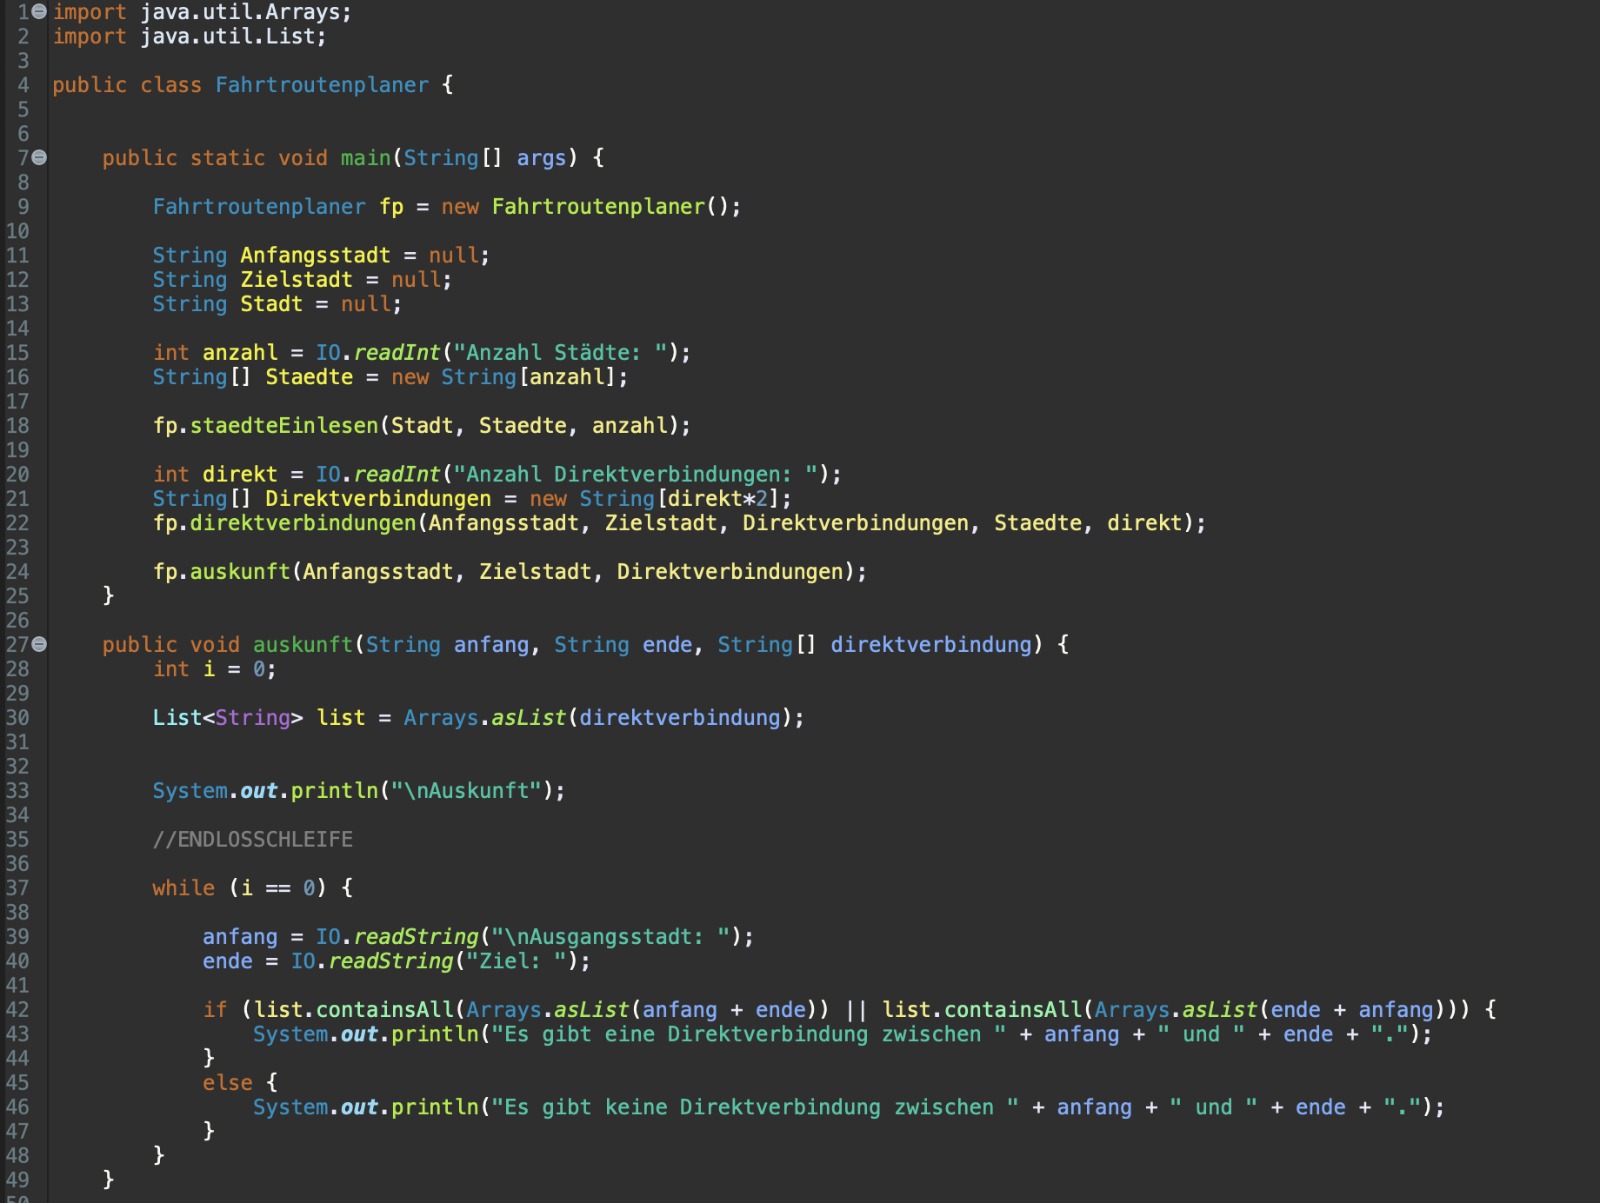 1 import java.util.Arrays;
2 import java.util.List;
3
4 public class Fahrtroutenplaner {
5
6
7     public static void main(String[] args) {
8
9         Fahrtroutenplaner fp = new Fahrtroutenplaner();
10
11         String Anfangsstadt = null;
12         String Zielstadt = null;
13         String Stadt = null;
14
15         int anzahl = IO.readInt("Anzahl Städte: ");
16         String[] Staedte = new String[anzahl];
17
18         fp.staedteEinlesen(Stadt, Staedte, anzahl);
19
20         int direkt = IO.readInt("Anzahl Direktverbindungen: ");
21         String[] Direktverbindungen = new String[direkt*2];
22         fp.direktverbindungen(Anfangsstadt, Zielstadt, Direktverbindungen, Staedte, direkt);
23
24         fp.auskunft(Anfangsstadt, Zielstadt, Direktverbindungen);
25     }
26
27     public void auskunft(String anfang, String ende, String[] direktverbindung) {
28         int i = 0;
29
30         List<String> list = Arrays.asList(direktverbindung);
31
32
33         System.out.println("\nAuskunft");
34
35         //ENDLOSSCHLEIFE
36
37         while (i == 0) {
38
39             anfang = IO.readString("\nAusgangsstadt: ");
40             ende = IO.readString("Ziel: ");
41
42             if (list.containsAll(Arrays.asList(anfang + ende)) || list.containsAll(Arrays.asList(ende + anfang))) {
43                 System.out.println("Es gibt eine Direktverbindung zwischen " + anfang + " und " + ende + ".");
44             }
45             else {
46                 System.out.println("Es gibt keine Direktverbindung zwischen " + anfang + " und " + ende + ".");
47             }
48         }
49     }
50